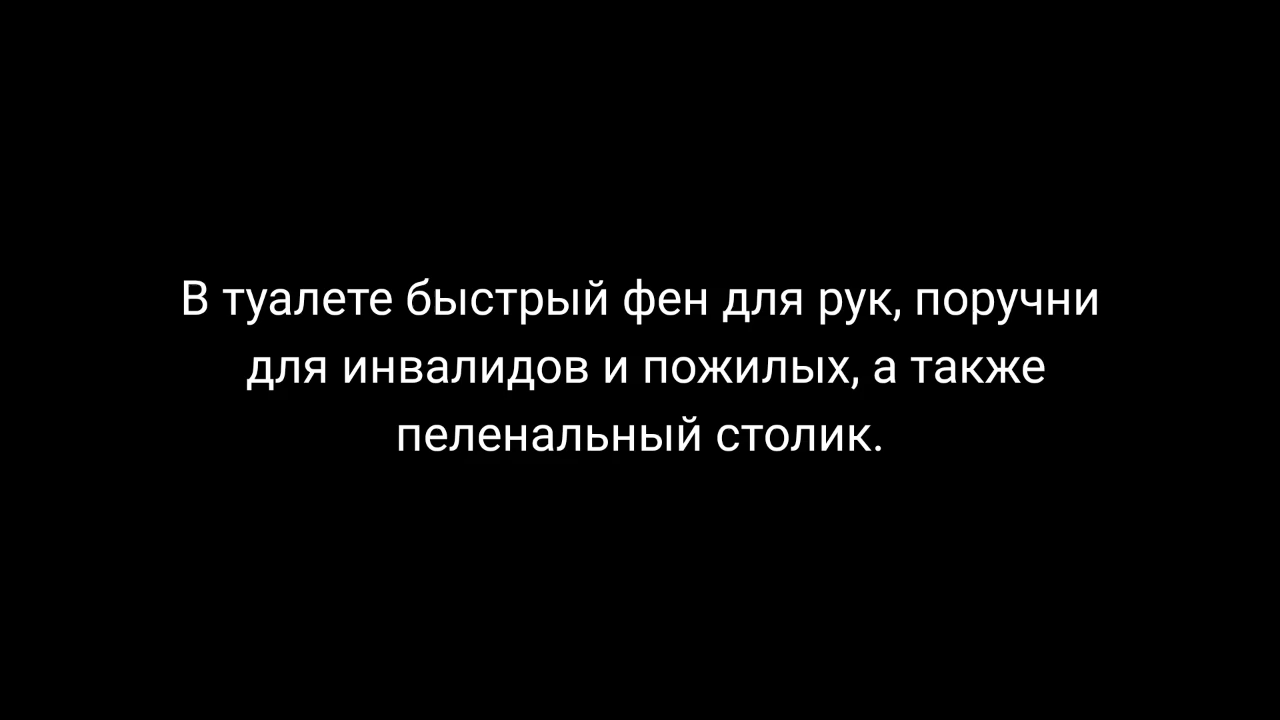 В туалете быстрый фен для рук, поручни
для инвалидов и пожилых, а также
пеленальный столик.